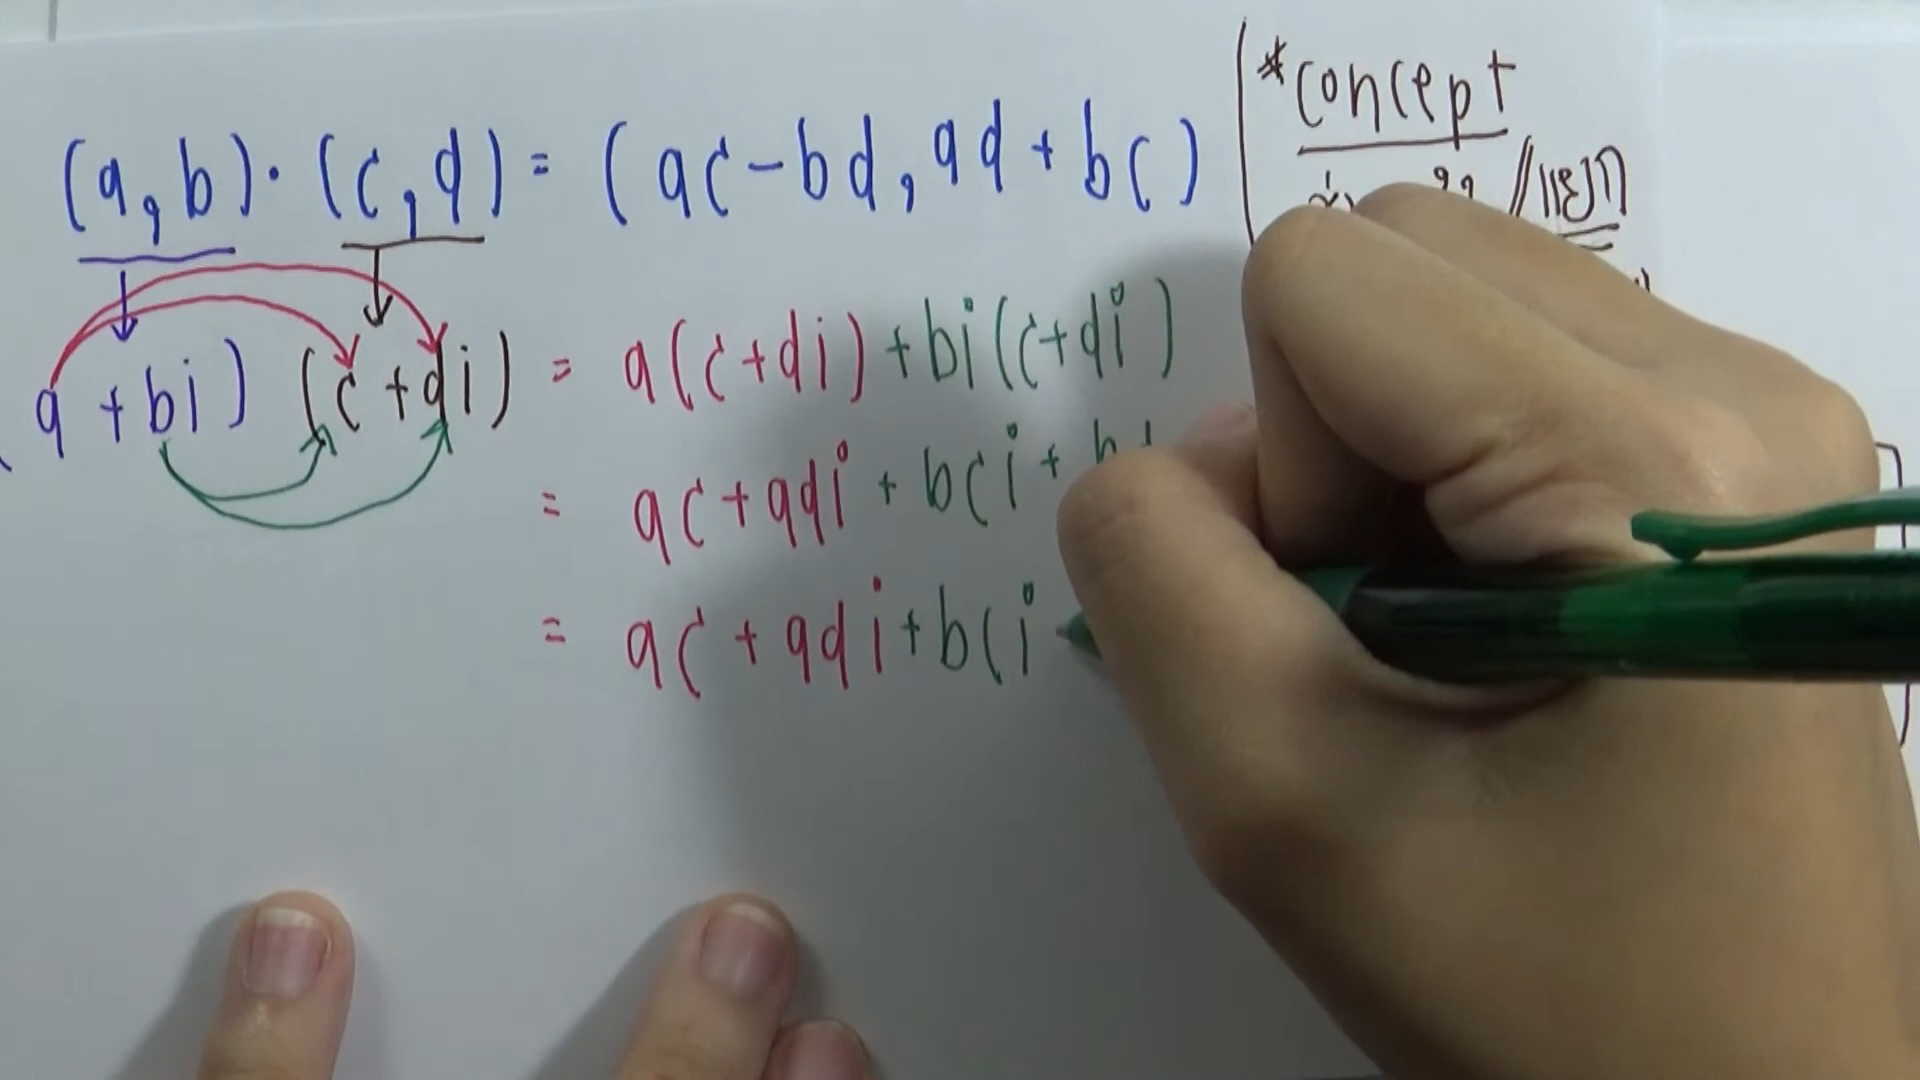 (a,b)·(c,d) = (ac-bd, ad+bc)
(a+bi)(c+di) = a(c+di)+bi(c+di)
= ac+adi+bci+
= ac+adi+bci
*concept
//แยก